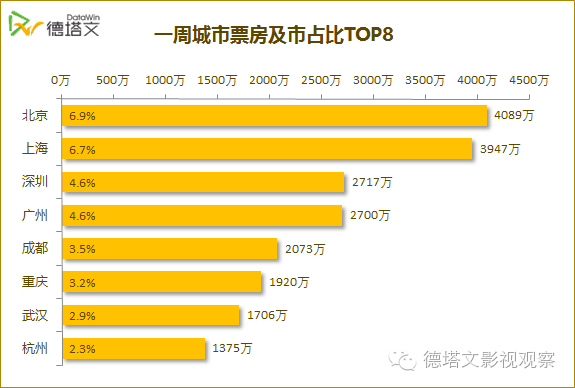 DataWin
德塔文
一周城市票房及市占比TOP8
0万 500万 1000万 1500万 2000万 2500万 3000万 3500万 4000万 4500万
北京 6.9% 4089万
上海 6.7% 3947万
深圳 4.6% 2717万
广州 4.6% 2700万
成都 3.5% 2073万
重庆 3.2% 1920万
武汉 2.9% 1706万
杭州 2.3% 1375万
德塔文影视观察